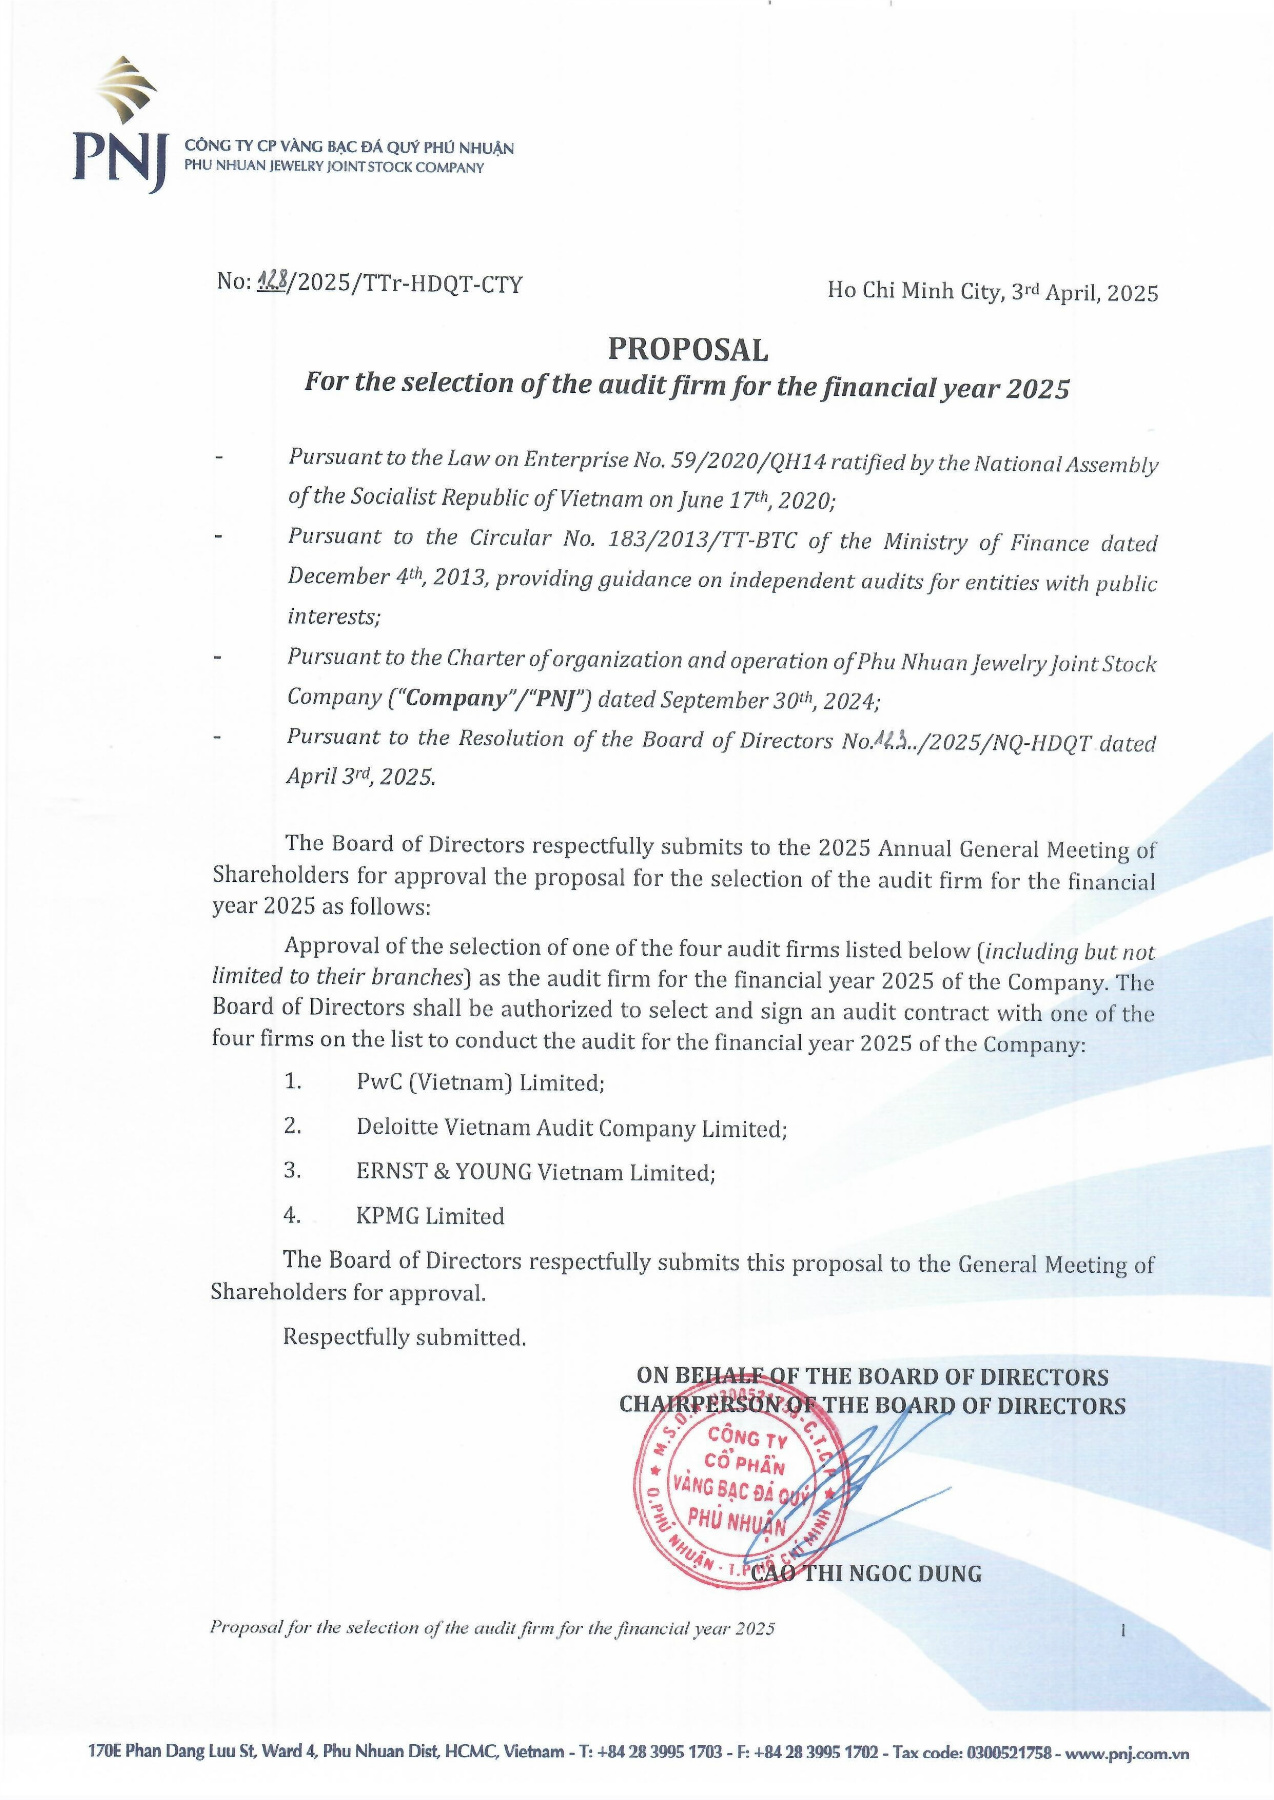 PNJ
CÔNG TY CP VÀNG BẠC ĐÁ QUÝ PHÚ NHUẬN
PHU NHUAN JEWELRY JOINT STOCK COMPANY
No: 128/2025/TTr-HDQT-CTY
Ho Chi Minh City, 3rd April, 2025
PROPOSAL
For the selection of the audit firm for the financial year 2025
- Pursuant to the Law on Enterprise No. 59/2020/QH14 ratified by the National Assembly
of the Socialist Republic of Vietnam on June 17th, 2020;
- Pursuant to the Circular No. 183/2013/TT-BTC of the Ministry of Finance dated
December 4th, 2013, providing guidance on independent audits for entities with public
interests;
- Pursuant to the Charter of organization and operation of Phu Nhuan Jewelry Joint Stock
Company ("Company"/"PNJ") dated September 30th, 2024;
- Pursuant to the Resolution of the Board of Directors No. /2025/NQ-HDQT dated
April 3rd, 2025.
The Board of Directors respectfully submits to the 2025 Annual General Meeting of
Shareholders for approval the proposal for the selection of the audit firm for the financial
year 2025 as follows:
Approval of the selection of one of the four audit firms listed below (including but not
limited to their branches) as the audit firm for the financial year 2025 of the Company. The
Board of Directors shall be authorized to select and sign an audit contract with one of the
four firms on the list to conduct the audit for the financial year 2025 of the Company:
1. PwC (Vietnam) Limited;
2. Deloitte Vietnam Audit Company Limited;
3. ERNST & YOUNG Vietnam Limited;
4. KPMG Limited
The Board of Directors respectfully submits this proposal to the General Meeting of
Shareholders for approval.
Respectfully submitted.
ON BEHALF OF THE BOARD OF DIRECTORS
CHAIRPERSON OF THE BOARD OF DIRECTORS
M.S.D.N: 0300521758-C.T.C.P
CÔNG TY
CỔ PHẦN
VÀNG BẠC ĐÁ QUÝ
PHÚ NHUẬN
Q.PHÚ NHUẬN - T.P HỒ CHÍ MINH
CAO THI NGOC DUNG
Proposal for the selection of the audit firm for the financial year 2025 1
170E Phan Dang Luu St, Ward 4, Phu Nhuan Dist, HCMC, Vietnam - T: +84 28 3995 1703 - F: +84 28 3995 1702 - Tax code: 0300521758 - www.pnj.com.vn